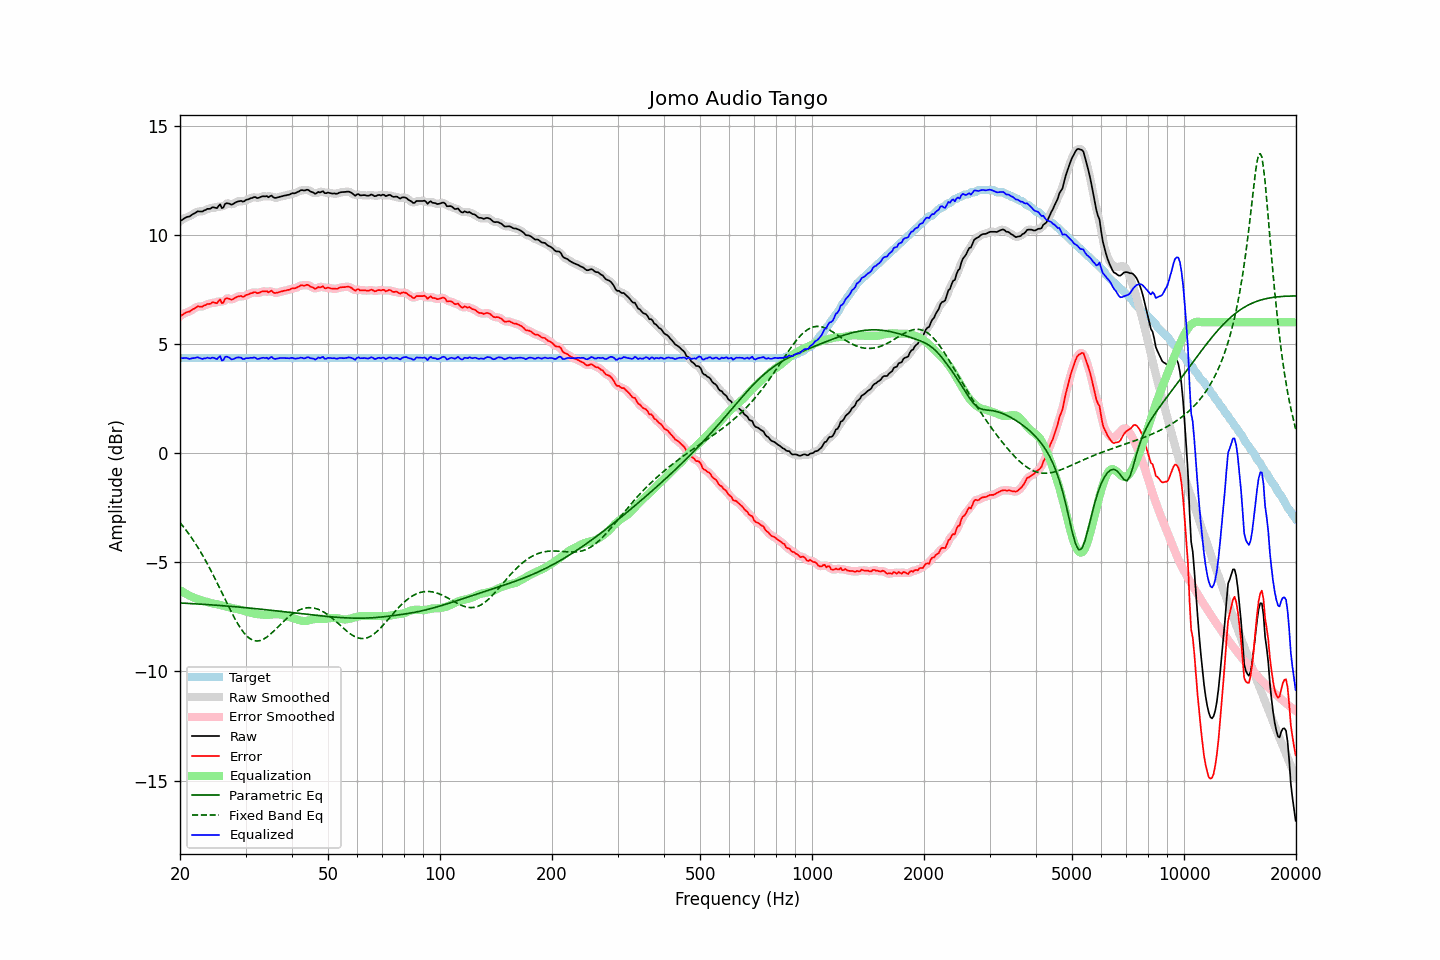 Jomo Audio Tango
Amplitude (dBr)
15
10
5
0
−5
−10
−15
Target
Raw Smoothed
Error Smoothed
Raw
Error
Equalization
Parametric Eq
Fixed Band Eq
Equalized
20 50 100 200 500 1000 2000 5000 10000 20000
Frequency (Hz)